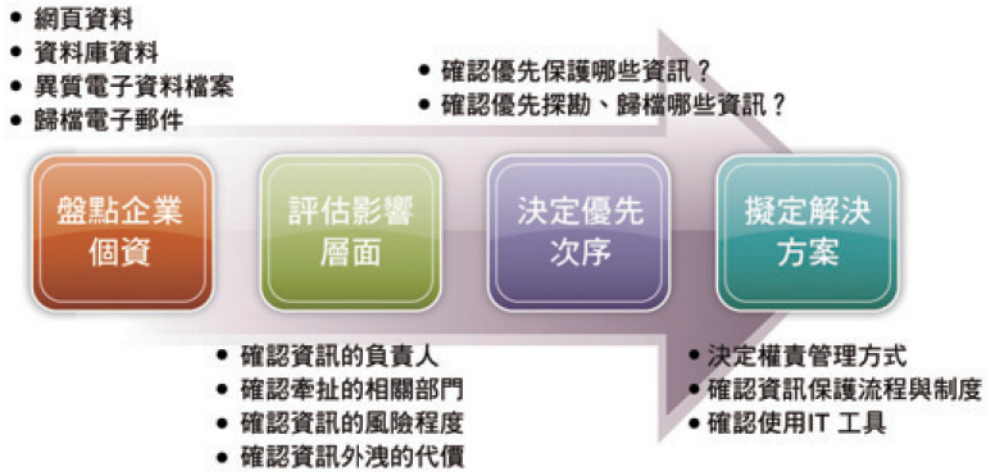 • 網頁資料
• 資料庫資料
• 異質電子資料檔案
• 歸檔電子郵件
• 確認優先保護哪些資訊？
• 確認優先探勘、歸檔哪些資訊？
盤點企業
個資
評估影響
層面
決定優先
次序
擬定解決
方案
• 確認資訊的負責人
• 確認牽扯的相關部門
• 確認資訊的風險程度
• 確認資訊外洩的代價
• 決定權責管理方式
• 確認資訊保護流程與制度
• 確認使用IT 工具